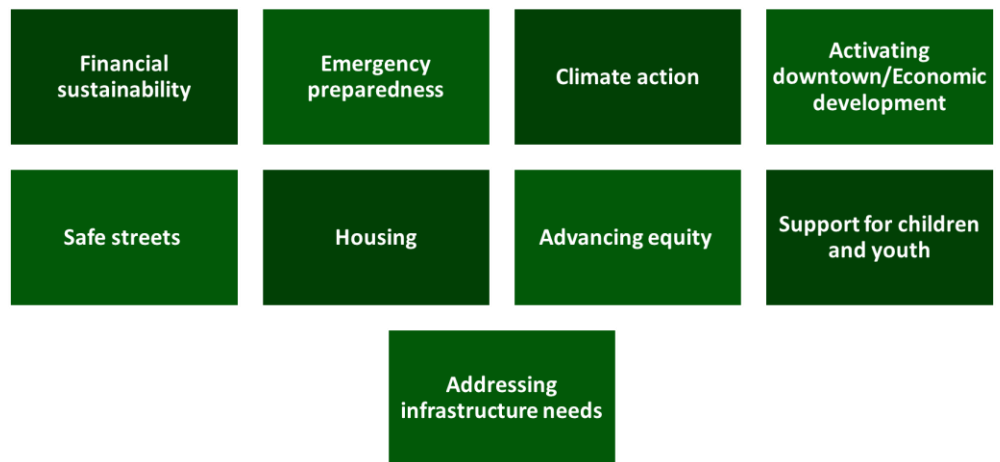 Financial
sustainability
Emergency
preparedness
Climate action
Activating
downtown/Economic
development
Safe streets
Housing
Advancing equity
Support for children
and youth
Addressing
infrastructure needs